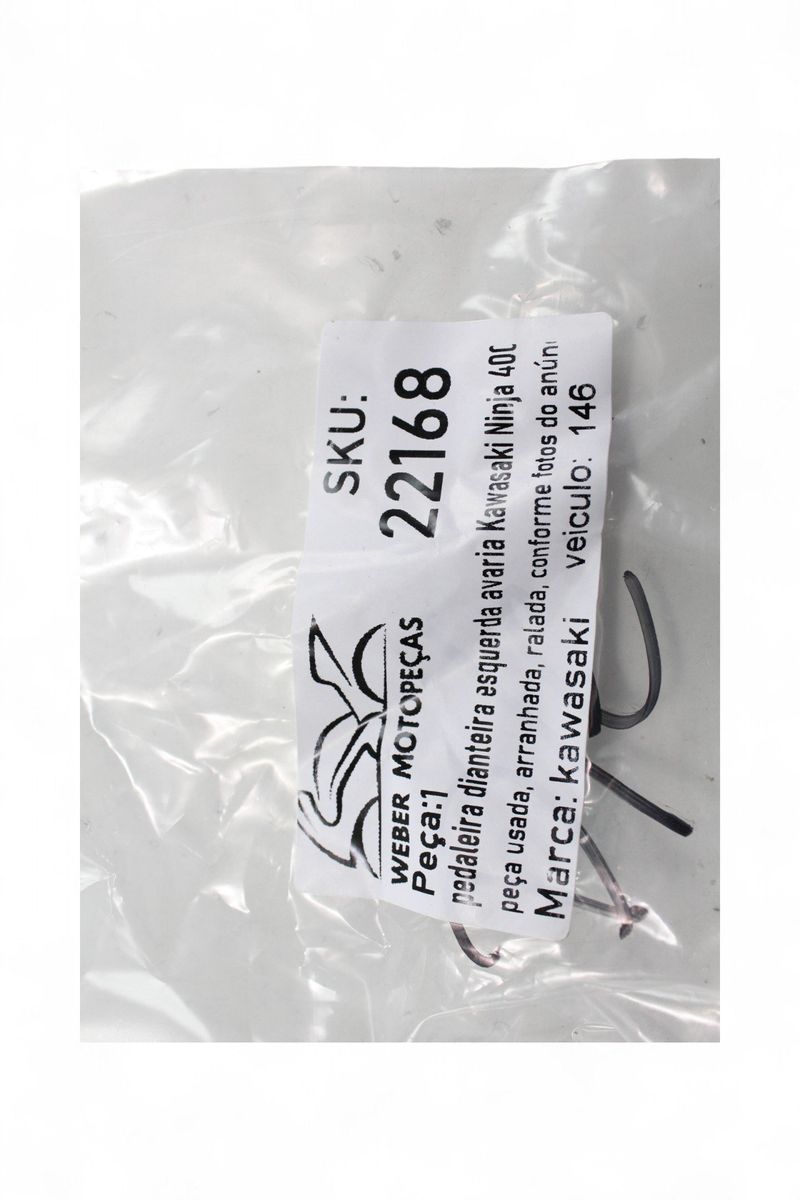 SKU:
22168
WEBER MOTOPEÇAS
Peça:1
pedaleira dianteira esquerda avaria Kawasaki Ninja 400
peça usada, arranhada, ralada, conforme fotos do
Marca: kawasaki veiculo: 146